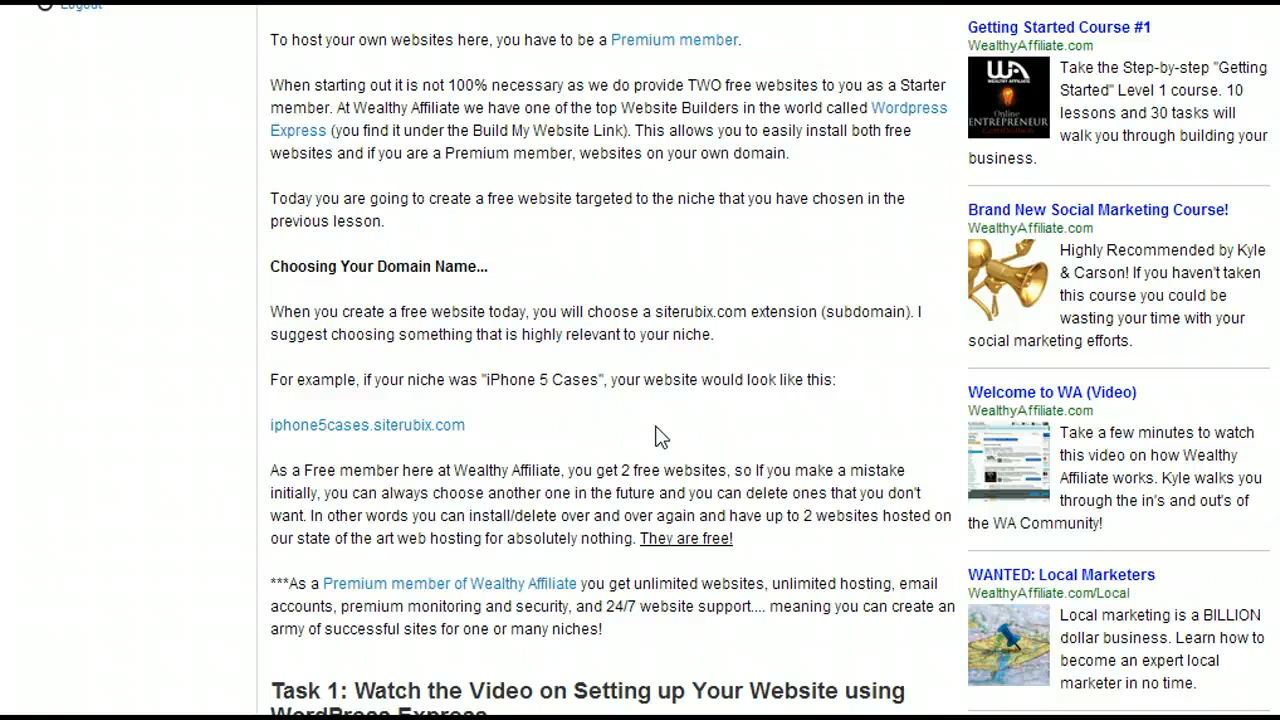 Logout
To host your own websites here, you have to be a Premium member.
When starting out it is not 100% necessary as we do provide TWO free websites to you as a Starter
member. At Wealthy Affiliate we have one of the top Website Builders in the world called Wordpress
Express (you find it under the Build My Website Link). This allows you to easily install both free
websites and if you are a Premium member, websites on your own domain.
Today you are going to create a free website targeted to the niche that you have chosen in the
previous lesson.
Choosing Your Domain Name...
When you create a free website today, you will choose a siterubix.com extension (subdomain). I
suggest choosing something that is highly relevant to your niche.
For example, if your niche was "iPhone 5 Cases", your website would look like this:
iphone5cases.siterubix.com
As a Free member here at Wealthy Affiliate, you get 2 free websites, so If you make a mistake
initially, you can always choose another one in the future and you can delete ones that you don't
want. In other words you can install/delete over and over again and have up to 2 websites hosted on
our state of the art web hosting for absolutely nothing. They are free!
***As a Premium member of Wealthy Affiliate you get unlimited websites, unlimited hosting, email
accounts, premium monitoring and security, and 24/7 website support.... meaning you can create an
army of successful sites for one or many niches!
Task 1: Watch the Video on Setting up Your Website using
WordPress Express
Getting Started Course #1
WealthyAffiliate.com
WA
Online
ENTREPRENEUR
Certification
Take the Step-by-step "Getting
Started" Level 1 course. 10
lessons and 30 tasks will
walk you through building your
business.
Brand New Social Marketing Course!
WealthyAffiliate.com
Highly Recommended by Kyle
& Carson! If you haven't taken
this course you could be
wasting your time with your
social marketing efforts.
Welcome to WA (Video)
WealthyAffiliate.com
Take a few minutes to watch
this video on how Wealthy
Affiliate works. Kyle walks you
through the in's and out's of
the WA Community!
WANTED: Local Marketers
WealthyAffiliate.com/Local
Local marketing is a BILLION
dollar business. Learn how to
become an expert local
marketer in no time.